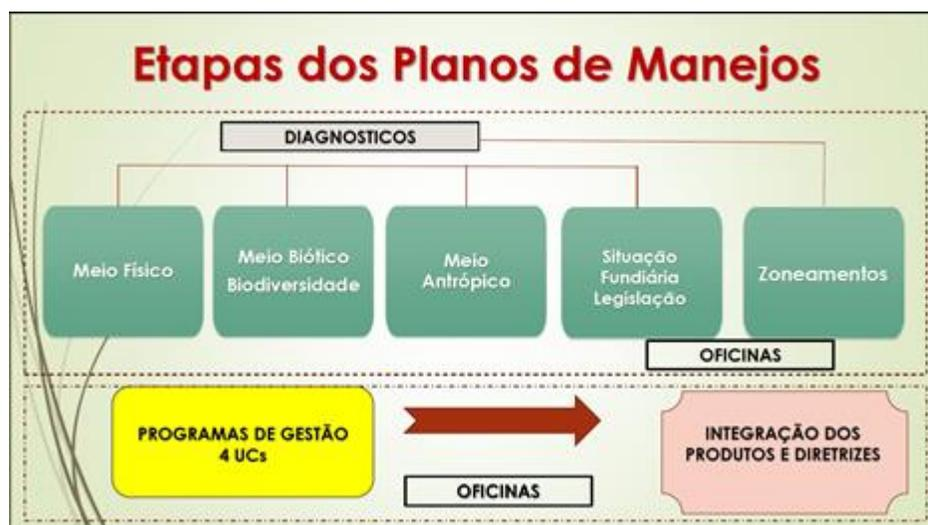 Etapas dos Planos de Manejos
DIAGNOSTICOS
Meio Físico
Meio Biótico
Biodiversidade
Meio
Antrópico
Situação
Fundiária
Legislação
Zoneamentos
OFICINAS
PROGRAMAS DE GESTÃO
4 UCs
OFICINAS
INTEGRAÇÃO DOS
PRODUTOS E DIRETRIZES